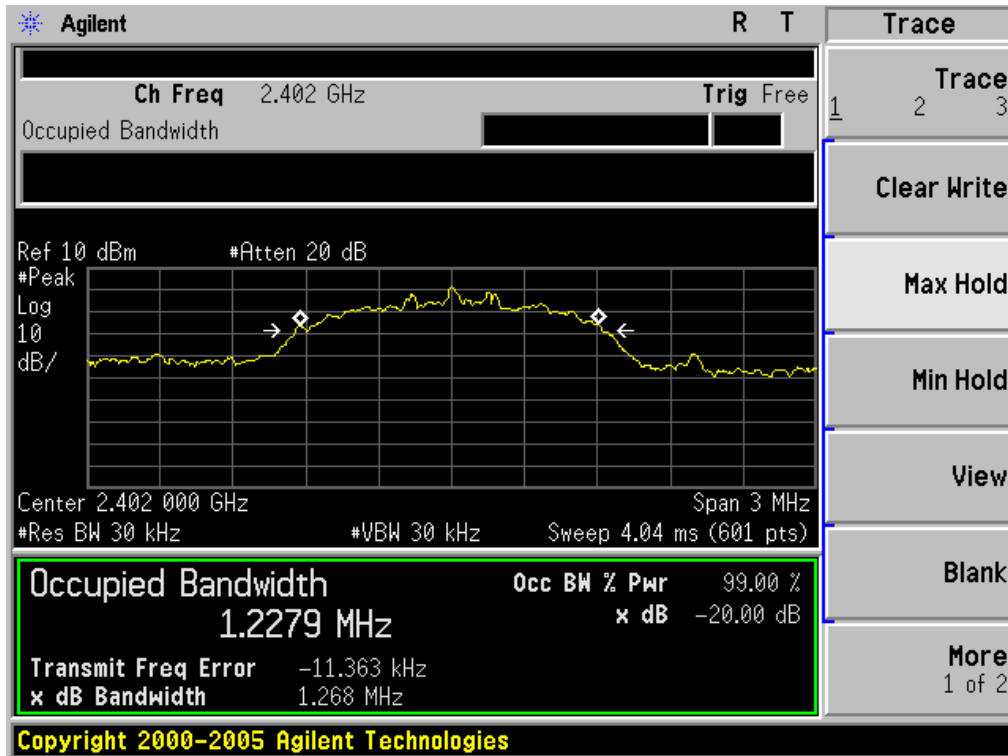 Agilent R T Trace
Ch Freq 2.402 GHz Trig Free
Occupied Bandwidth
Trace
1 2 3
Clear Write
Max Hold
Min Hold
View
Blank
More
1 of 2
Ref 10 dBm #Atten 20 dB
#Peak
Log
10
dB/
Center 2.402 000 GHz Span 3 MHz
#Res BW 30 kHz #VBW 30 kHz Sweep 4.04 ms (601 pts)
Occupied Bandwidth Occ BW % Pwr 99.00 %
1.2279 MHz x dB -20.00 dB
Transmit Freq Error -11.363 kHz
x dB Bandwidth 1.268 MHz
Copyright 2000-2005 Agilent Technologies